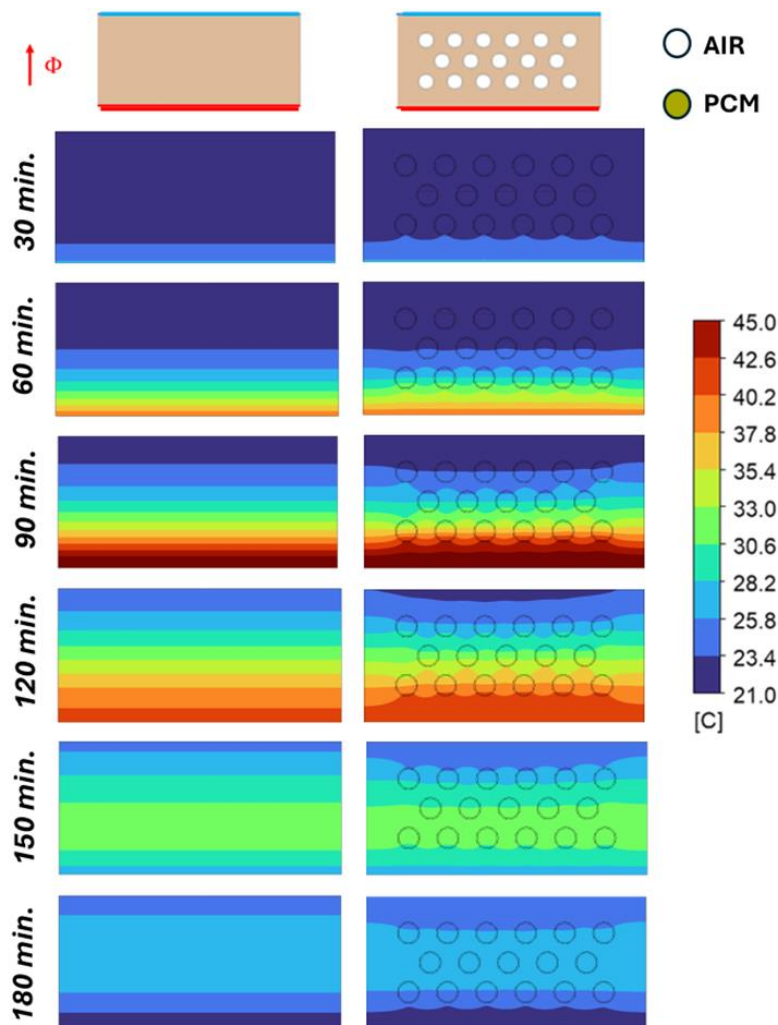 Φ
AIR
PCM
30 min.
60 min.
90 min.
120 min.
150 min.
180 min.
45.0
42.6
40.2
37.8
35.4
33.0
30.6
28.2
25.8
23.4
21.0
[C]